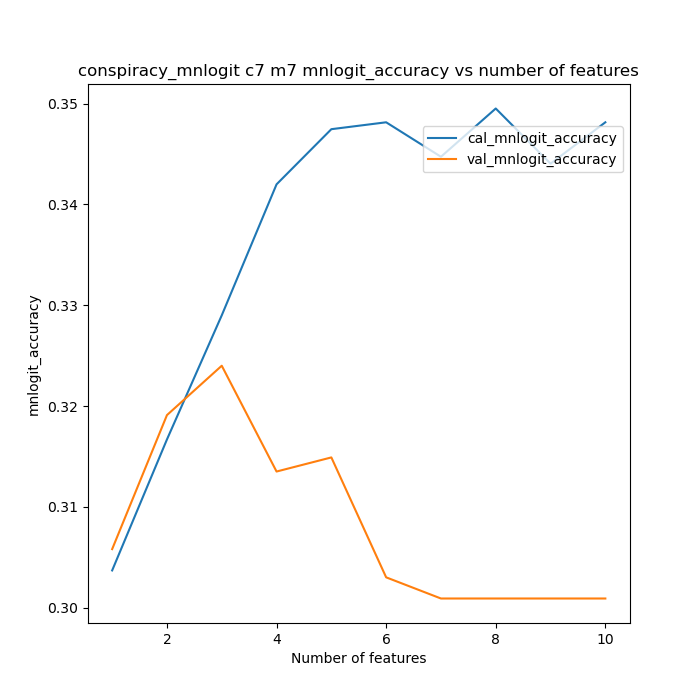 conspiracy_mnlogit c7 m7 mnlogit_accuracy vs number of features
0.35
cal_mnlogit_accuracy
val_mnlogit_accuracy
0.34
0.33
mnlogit_accuracy
0.32
0.31
0.30
2 4 6 8 10
Number of features